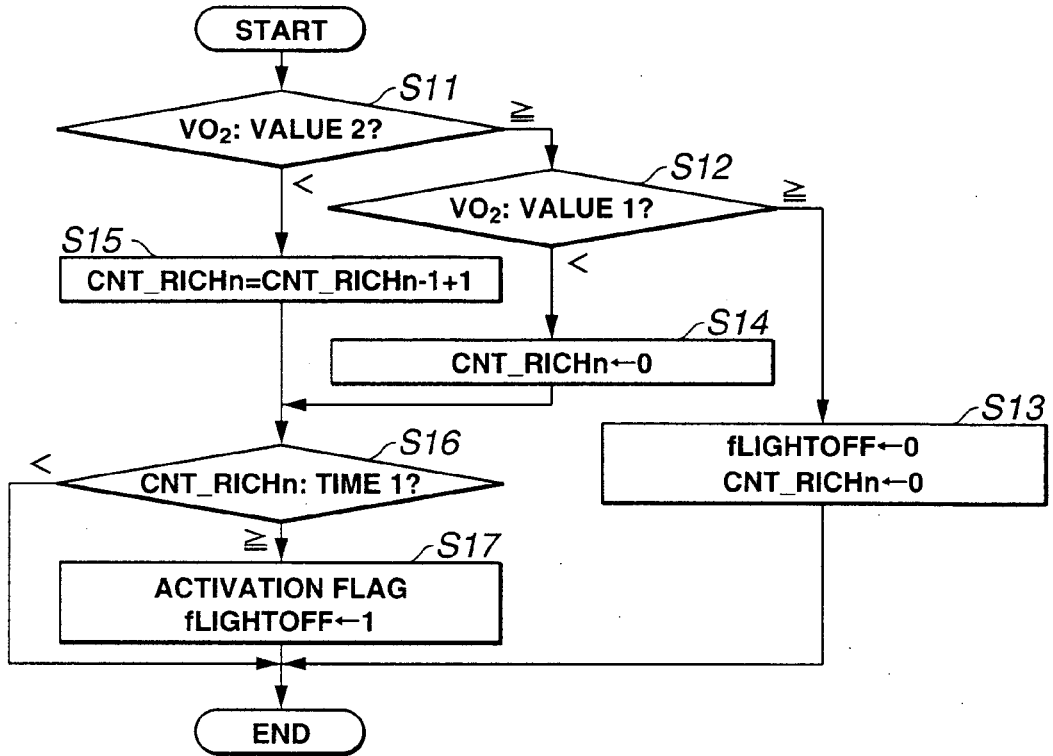 START
S11
VO₂: VALUE 2?
≧
<
S12
VO₂: VALUE 1?
≧
<
S15
CNT_RICHn=CNT_RICHn-1+1
S14
CNT_RICHn←0
S13
fLIGHTOFF←0
CNT_RICHn←0
S16
<
CNT_RICHn: TIME 1?
≧
S17
ACTIVATION FLAG
fLIGHTOFF←1
END